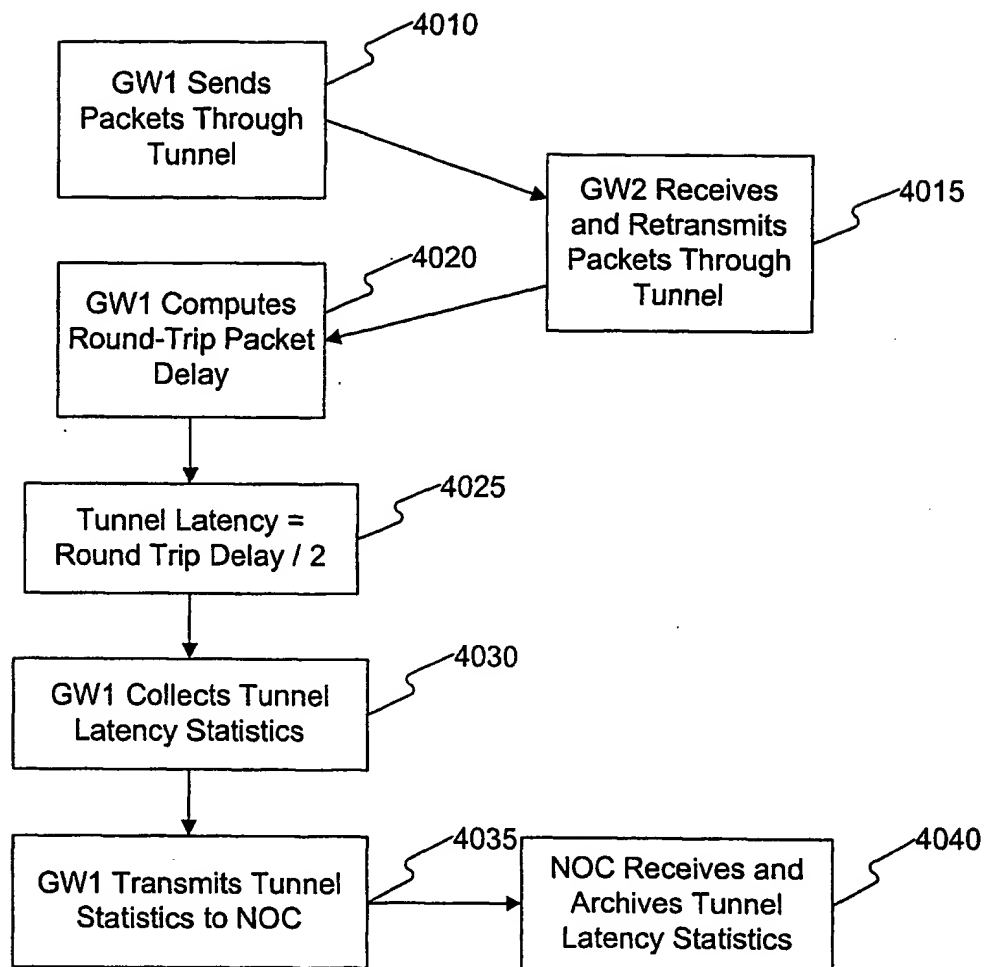 4010
GW1 Sends
Packets Through
Tunnel
GW2 Receives
and Retransmits
Packets Through
Tunnel
4015
4020
GW1 Computes
Round-Trip Packet
Delay
4025
Tunnel Latency =
Round Trip Delay / 2
4030
GW1 Collects Tunnel
Latency Statistics
4035
GW1 Transmits Tunnel
Statistics to NOC
4040
NOC Receives and
Archives Tunnel
Latency Statistics